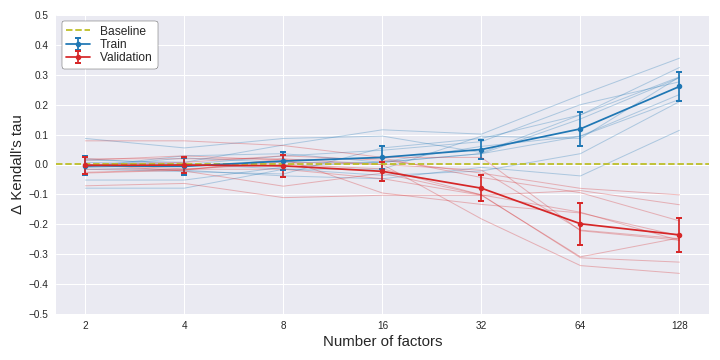 0.5
0.4
0.3
0.2
0.1
0.0
−0.1
−0.2
−0.3
−0.4
−0.5
Δ Kendall's tau
Baseline
Train
Validation
2 4 8 16 32 64 128
Number of factors